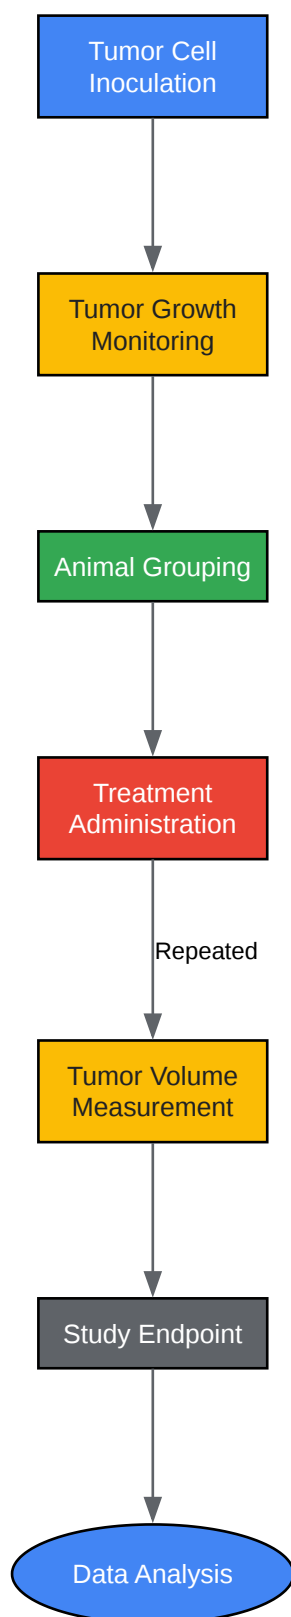 Tumor Cell
Inoculation
Tumor Growth
Monitoring
Animal Grouping
Treatment
Administration
Repeated
Tumor Volume
Measurement
Study Endpoint
Data Analysis